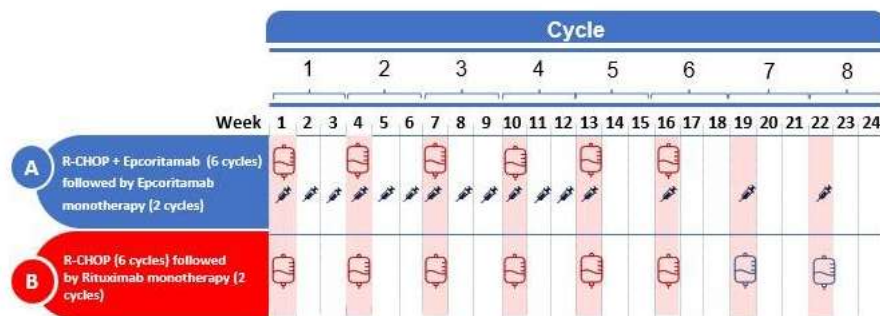 Cycle
1 2 3 4 5 6 7 8
Week 1 2 3 4 5 6 7 8 9 10 11 12 13 14 15 16 17 18 19 20 21 22 23 24
A
R-CHOP + Epcoritamab (6 cycles)
followed by Epcoritamab
monotherapy (2 cycles)
B
R-CHOP (6 cycles) followed
by Rituximab monotherapy (2
cycles)